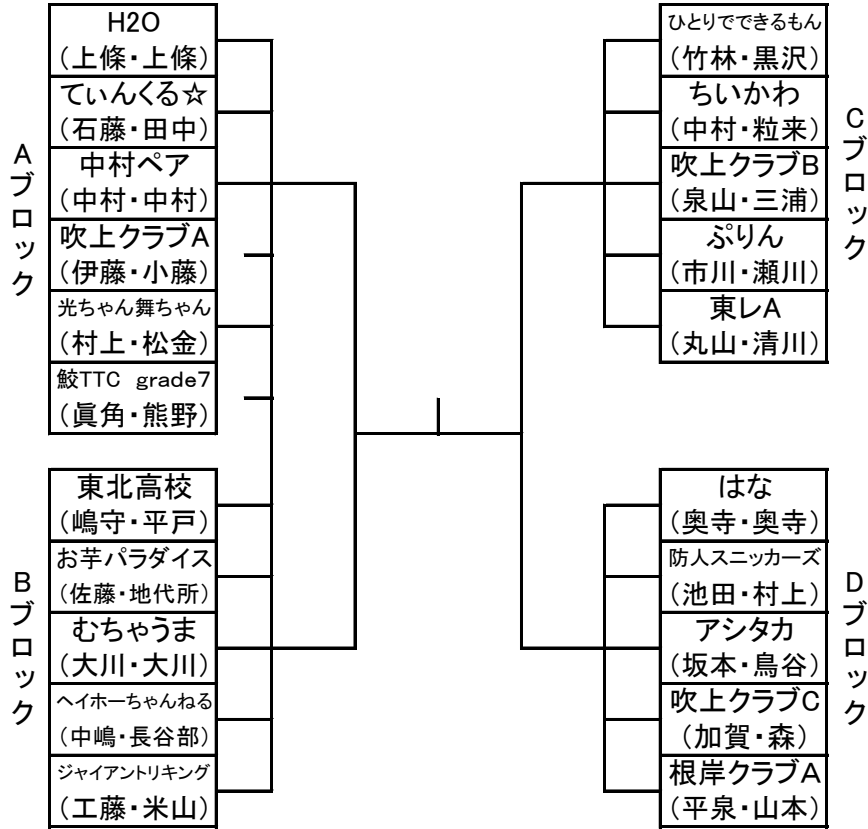 Aブロック
H2O
（上條・上條）
てぃんくる☆
（石藤・田中）
中村ペア
（中村・中村）
吹上クラブA
（伊藤・小藤）
光ちゃん舞ちゃん
（村上・松金）
鮫TTC grade7
（眞角・熊野）
Bブロック
東北高校
（嶋守・平戸）
お芋パラダイス
（佐藤・地代所）
むちゃうま
（大川・大川）
ヘイホーちゃんねる
（中嶋・長谷部）
ジャイアントリキング
（工藤・米山）
ひとりでできるもん
（竹林・黒沢）
ちいかわ
（中村・粒来）
吹上クラブB
（泉山・三浦）
ぷりん
（市川・瀬川）
東レA
（丸山・清川）
Cブロック
はな
（奥寺・奥寺）
防人スニッカーズ
（池田・村上）
アシタカ
（坂本・鳥谷）
吹上クラブC
（加賀・森）
根岸クラブA
（平泉・山本）
Dブロック